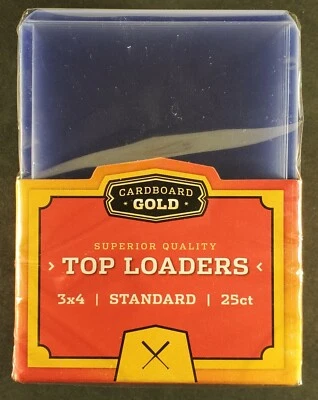 CARDBOARD
GOLD
SUPERIOR QUALITY
TOP LOADERS
3x4 | STANDARD | 25ct